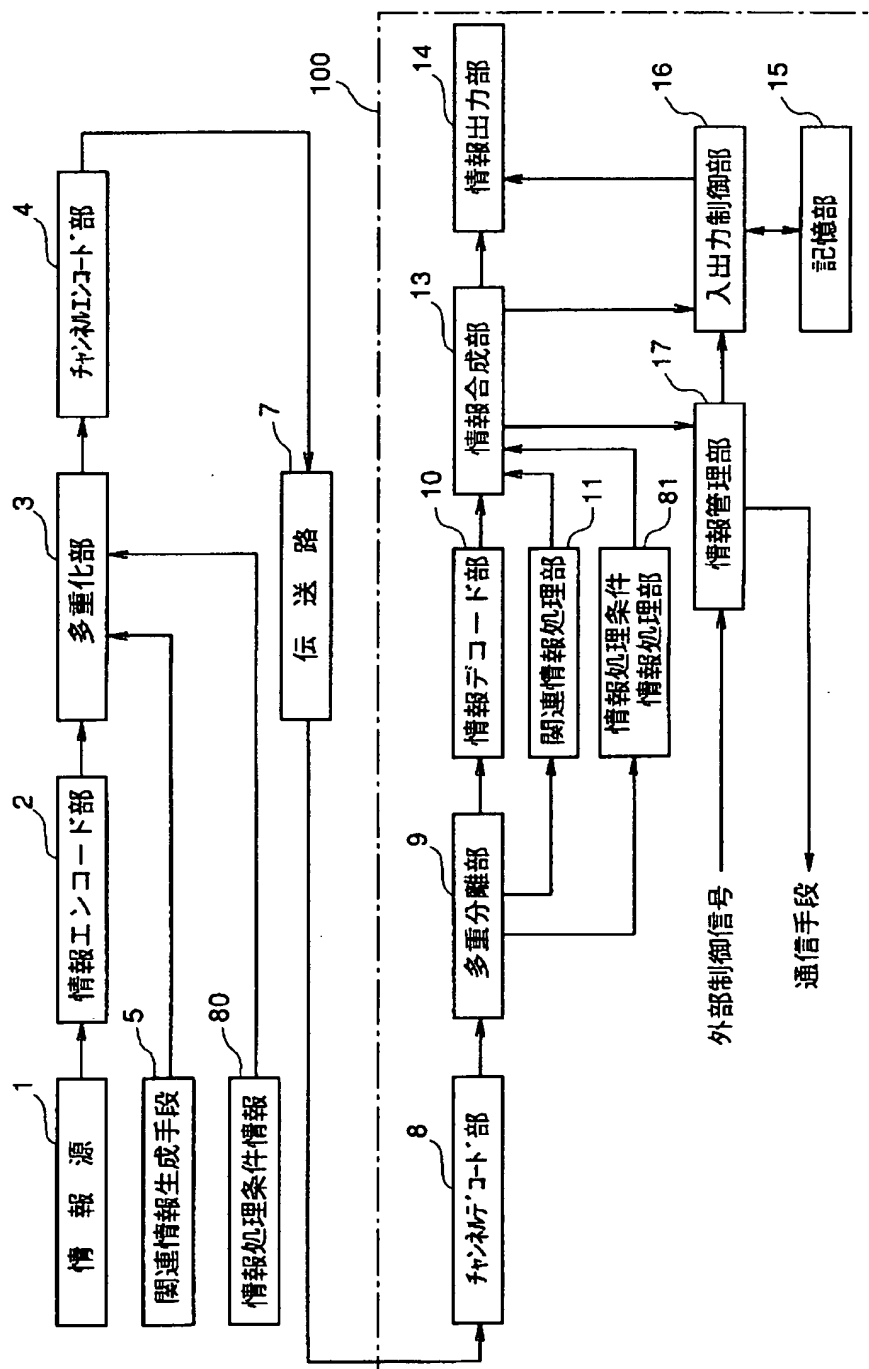 1
情報源
2
情報エンコード部
3
多重化部
4
チャンネルエンコード部
5
関連情報生成手段
80
情報処理条件情報
7
伝送路
100
8
チャンネルデコード部
9
多重分離部
10
情報デコード部
11
関連情報処理部
81
情報処理条件
情報処理部
13
情報合成部
14
情報出力部
16
入出力制御部
15
記憶部
17
情報管理部
外部制御信号
通信手段